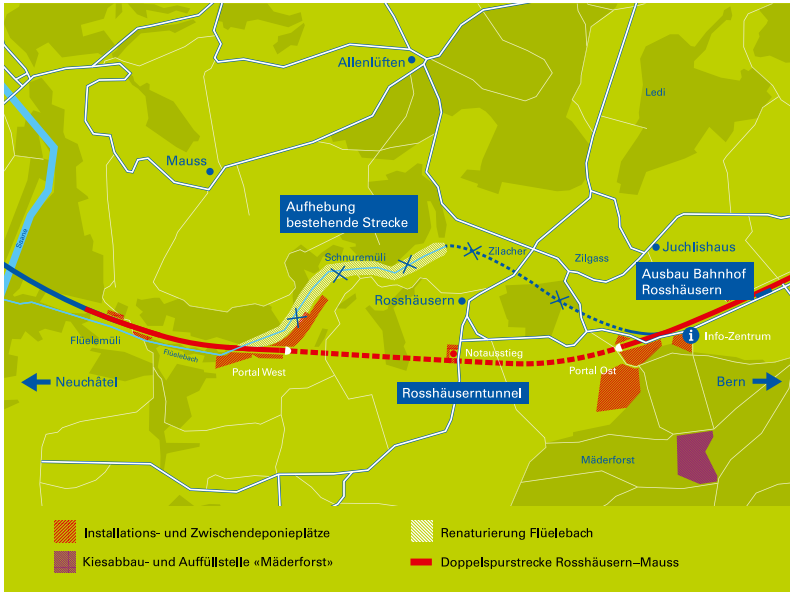 Allenlüften
Ledi
Mauss
Aufhebung
bestehende Strecke
Saane
Schnuremüli
Zilacher
Zilgass
Juchlishaus
Ausbau Bahnhof
Rosshäusern
Rosshäusern
Flüelemüli
Flüelebach
Info-Zentrum
Portal West
Notausstieg
Portal Ost
Neuchâtel
Rosshäuserntunnel
Bern
Mäderforst
Installations- und Zwischendeponieplätze
Renaturierung Flüelebach
Kiesabbau- und Auffüllstelle «Mäderforst»
Doppelspurstrecke Rosshäusern–Mauss